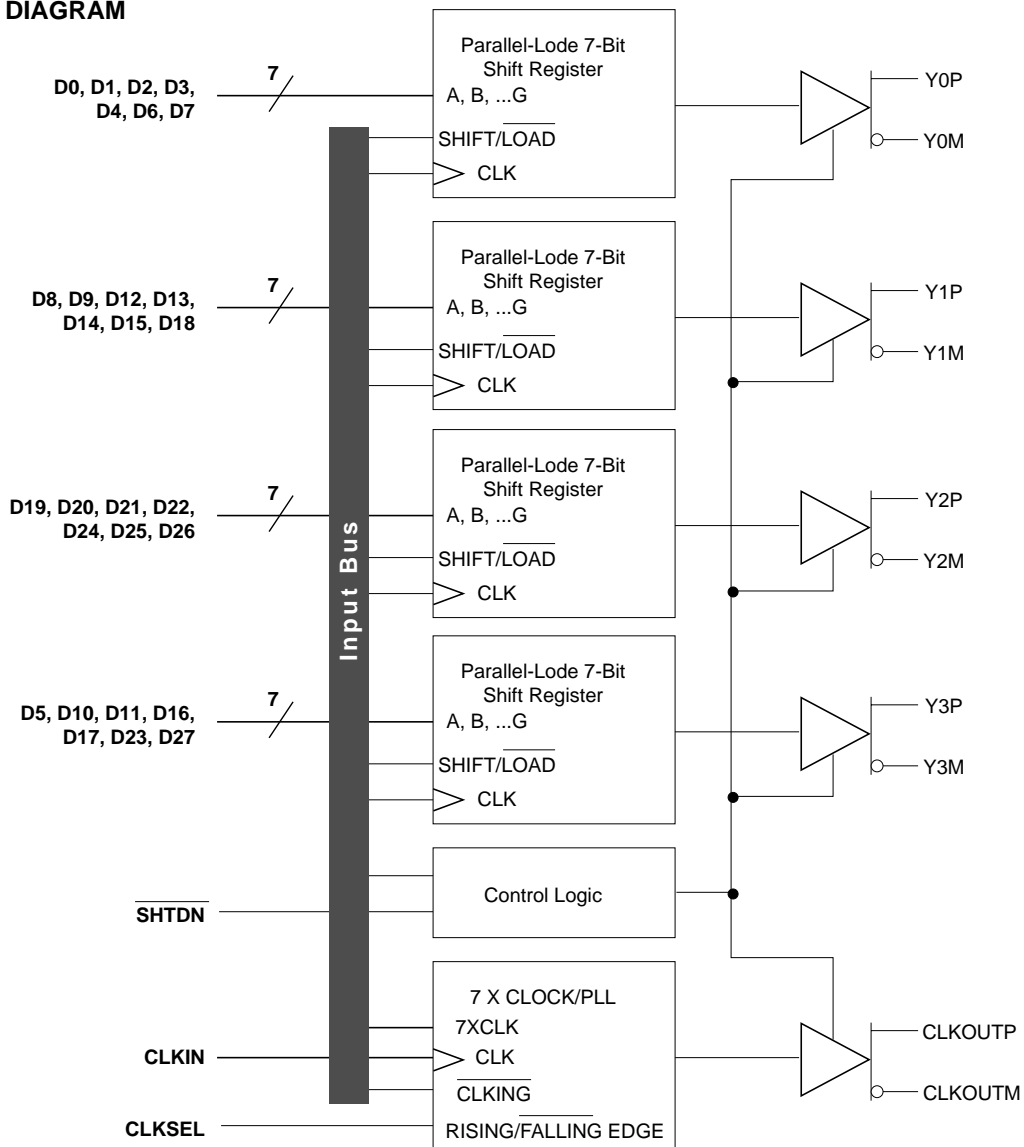 DIAGRAM
Parallel-Lode 7-Bit
Shift Register
7
D0, D1, D2, D3,
D4, D6, D7
A, B, ...G
SHIFT/LOAD
CLK
Y0P
Y0M
Parallel-Lode 7-Bit
Shift Register
7
D8, D9, D12, D13,
D14, D15, D18
A, B, ...G
SHIFT/LOAD
CLK
Y1P
Y1M
Parallel-Lode 7-Bit
Shift Register
7
D19, D20, D21, D22,
D24, D25, D26
A, B, ...G
SHIFT/LOAD
CLK
Y2P
Y2M
Input Bus
Parallel-Lode 7-Bit
Shift Register
7
D5, D10, D11, D16,
D17, D23, D27
A, B, ...G
SHIFT/LOAD
CLK
Y3P
Y3M
Control Logic
SHTDN
7 X CLOCK/PLL
7XCLK
CLKIN
CLK
CLKING
CLKSEL
RISING/FALLING EDGE
CLKOUTP
CLKOUTM